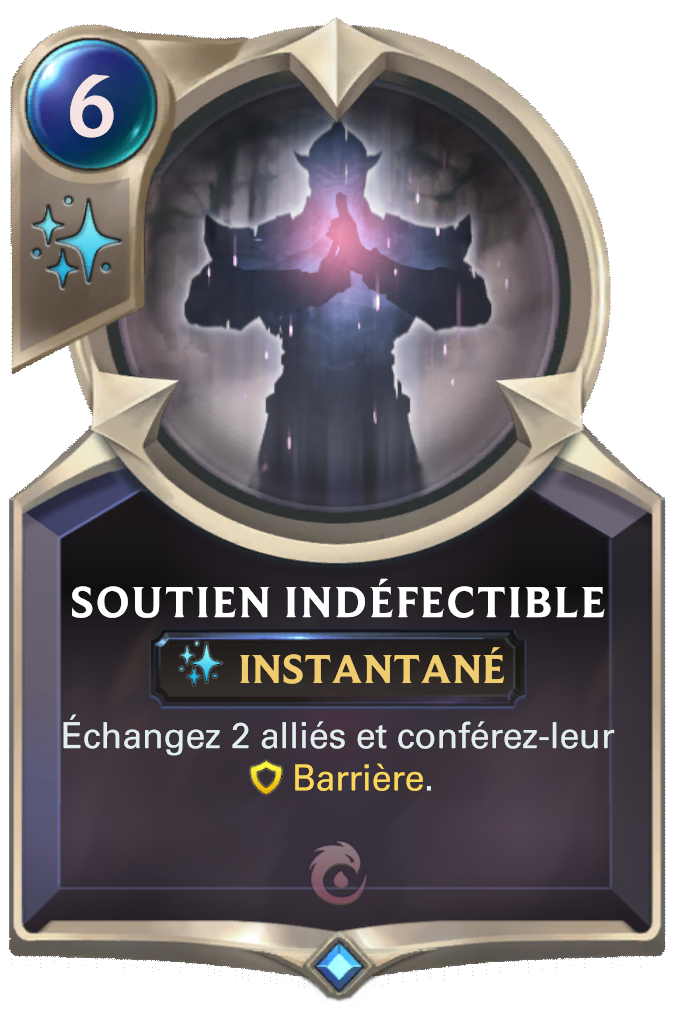 6
SOUTIEN INDÉFECTIBLE
INSTANTANÉ
Échangez 2 alliés et conférez-leur
Barrière.